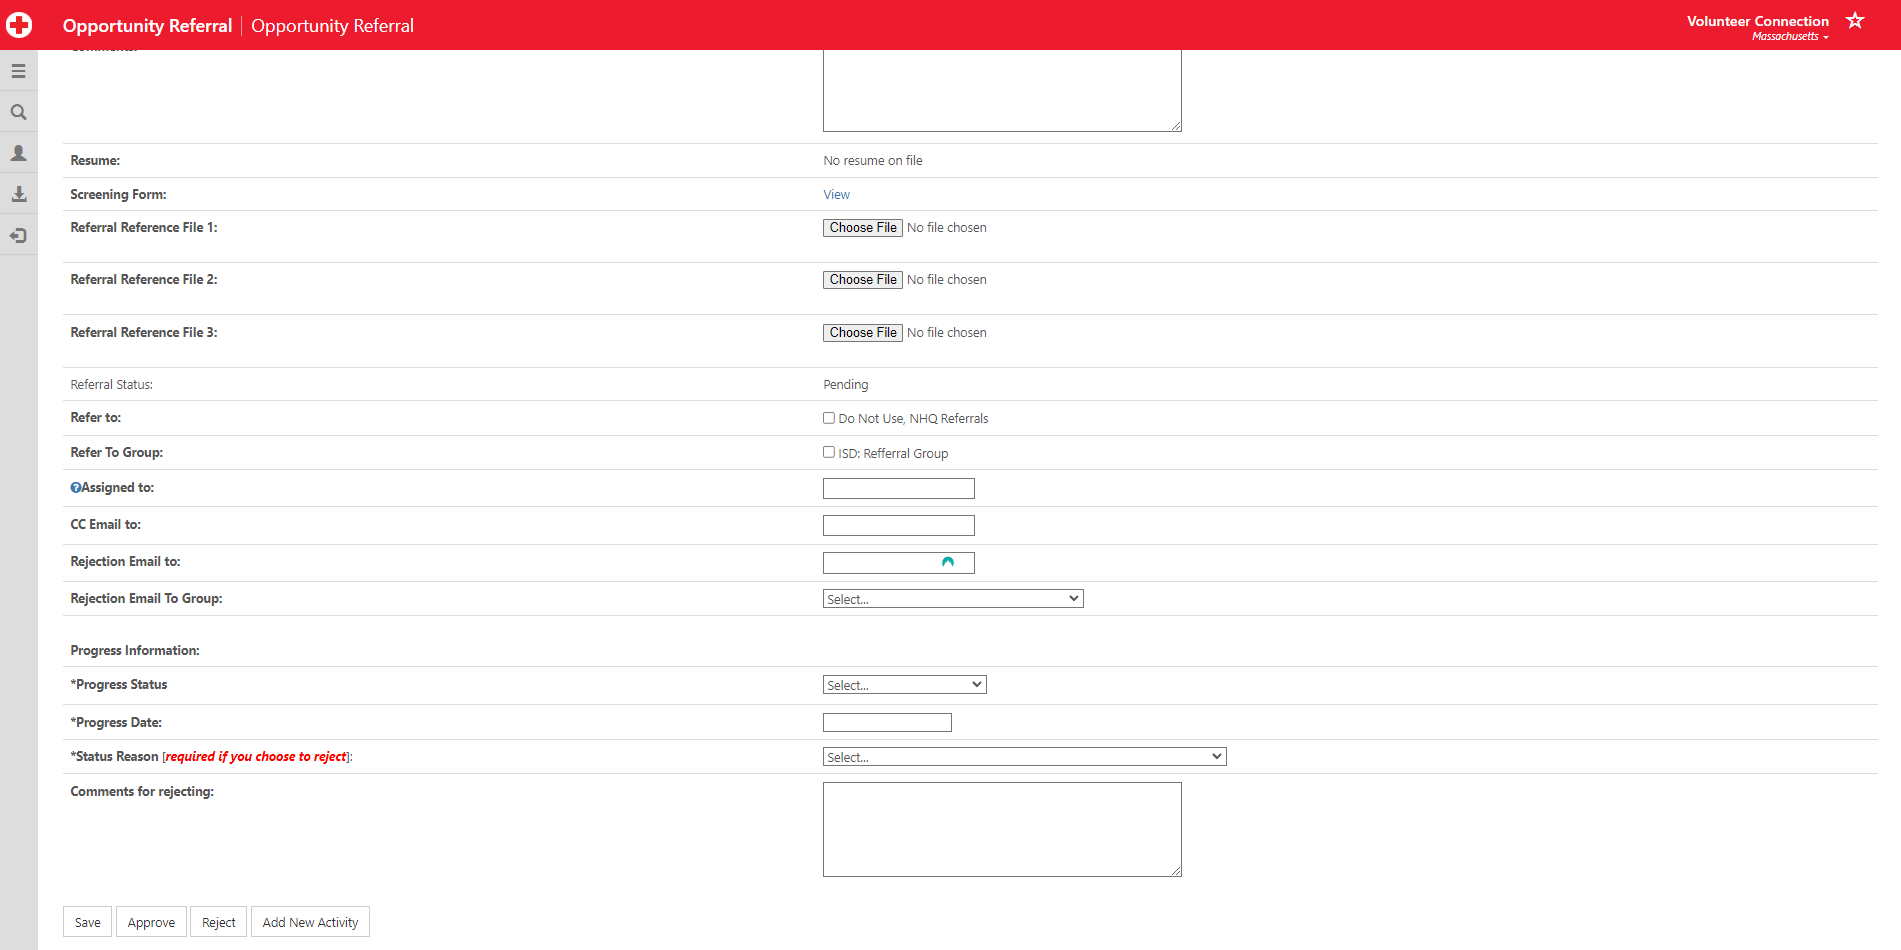 Opportunity Referral | Opportunity Referral
Volunteer Connection
Massachusetts
Resume: No resume on file
Screening Form: View
Referral Reference File 1: Choose File No file chosen
Referral Reference File 2: Choose File No file chosen
Referral Reference File 3: Choose File No file chosen
Referral Status: Pending
Refer to: Do Not Use, NHQ Referrals
Refer To Group: ISD: Refferral Group
Assigned to:
CC Email to:
Rejection Email to:
Rejection Email To Group: Select...
Progress Information:
*Progress Status Select...
*Progress Date:
*Status Reason [required if you choose to reject]: Select...
Comments for rejecting:
Save Approve Reject Add New Activity